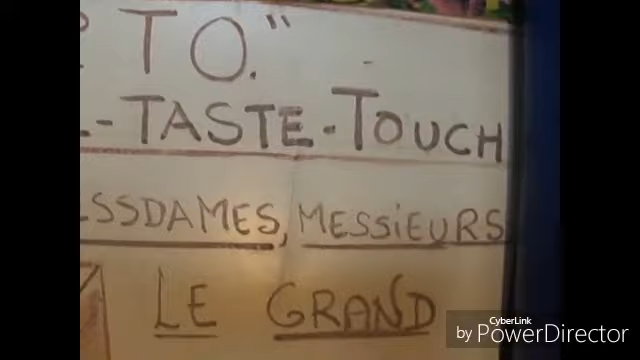 TO."
-TASTE-TOUCH
SSDAMES, MESSIEURS
LE GRAND
CyberLink
by PowerDirector